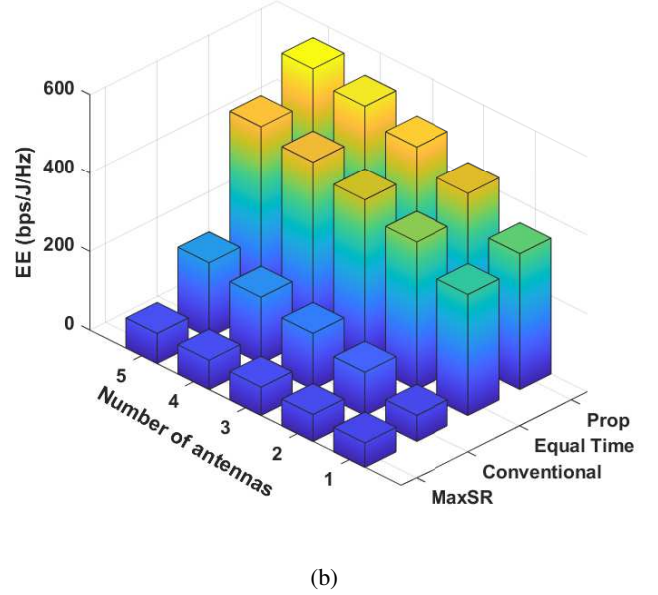 600
400
200
0
EE (bps/J/Hz)
5
4
3
2
1
Number of antennas
Prop
Equal Time
Conventional
MaxSR
(b)